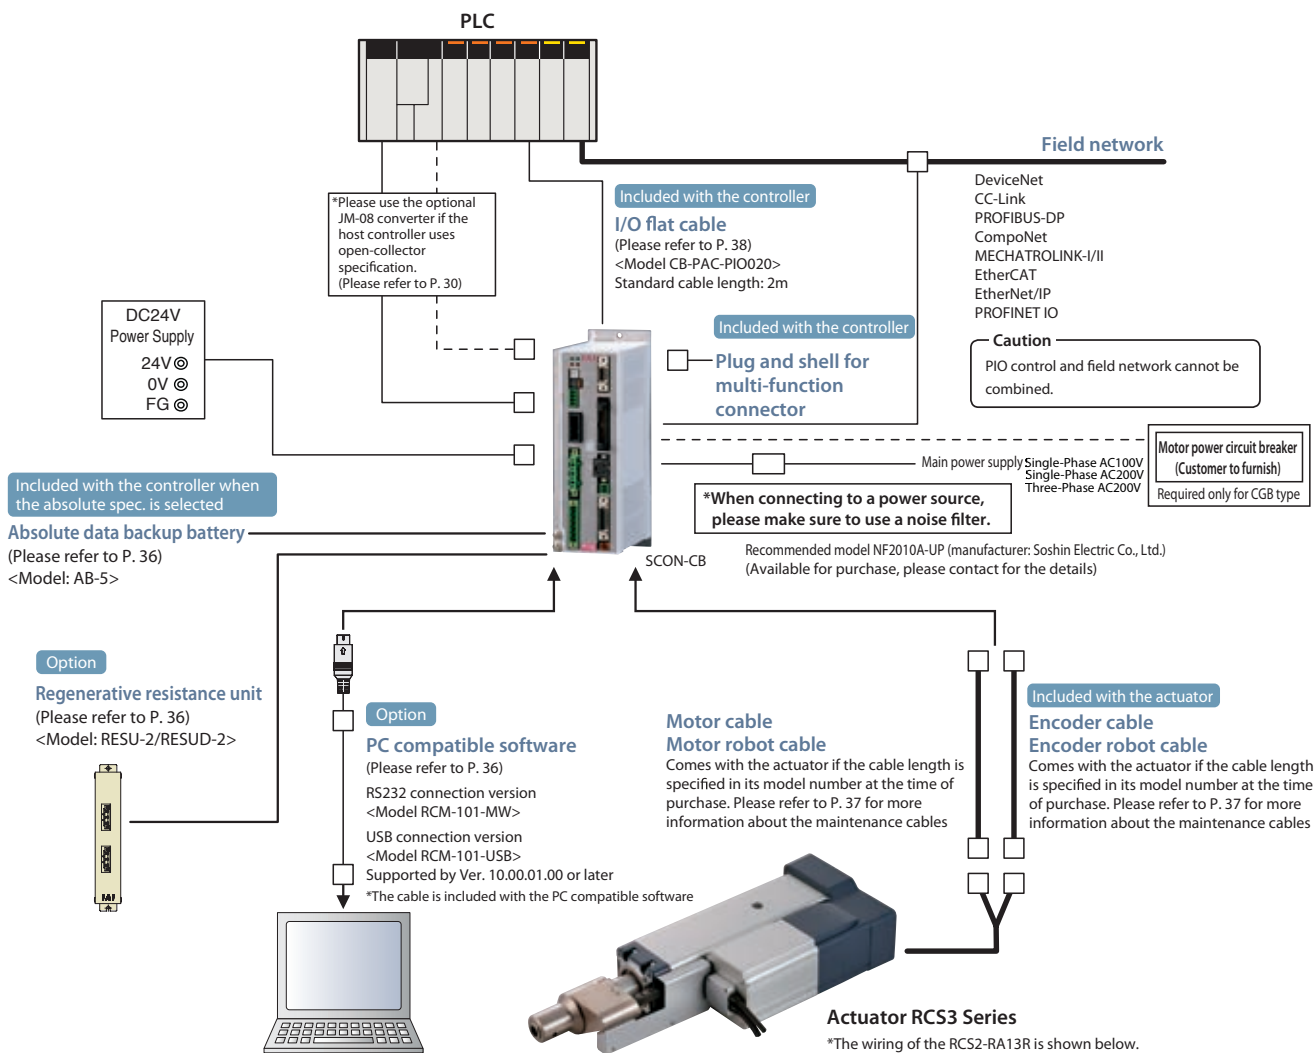 PLC
Field network
DeviceNet
CC-Link
PROFIBUS-DP
CompoNet
MECHATROLINK-I/II
EtherCAT
EtherNet/IP
PROFINET IO
Caution
PIO control and field network cannot be
combined.
*Please use the optional
JM-08 converter if the
host controller uses
open-collector
specification.
(Please refer to P. 30)
Included with the controller
I/O flat cable
(Please refer to P. 38)
<Model CB-PAC-PIO020>
Standard cable length: 2m
DC24V
Power Supply
24V
0V
FG
Included with the controller
Plug and shell for
multi-function
connector
Main power supply
Single-Phase AC100V
Single-Phase AC200V
Three-Phase AC200V
Motor power circuit breaker
(Customer to furnish)
Required only for CGB type
*When connecting to a power source,
please make sure to use a noise filter.
Recommended model NF2010A-UP (manufacturer: Soshin Electric Co., Ltd.)
(Available for purchase, please contact for the details)
SCON-CB
Included with the controller when
the absolute spec. is selected
Absolute data backup battery
(Please refer to P. 36)
<Model: AB-5>
Option
Regenerative resistance unit
(Please refer to P. 36)
<Model: RESU-2/RESUD-2>
Option
PC compatible software
(Please refer to P. 36)
RS232 connection version
<Model RCM-101-MW>
USB connection version
<Model RCM-101-USB>
Supported by Ver. 10.00.01.00 or later
*The cable is included with the PC compatible software
Motor cable
Motor robot cable
Comes with the actuator if the cable length is
specified in its model number at the time of
purchase. Please refer to P. 37 for more
information about the maintenance cables
Included with the actuator
Encoder cable
Encoder robot cable
Comes with the actuator if the cable length
is specified in its model number at the time
of purchase. Please refer to P. 37 for more
information about the maintenance cables
Actuator RCS3 Series
*The wiring of the RCS2-RA13R is shown below.